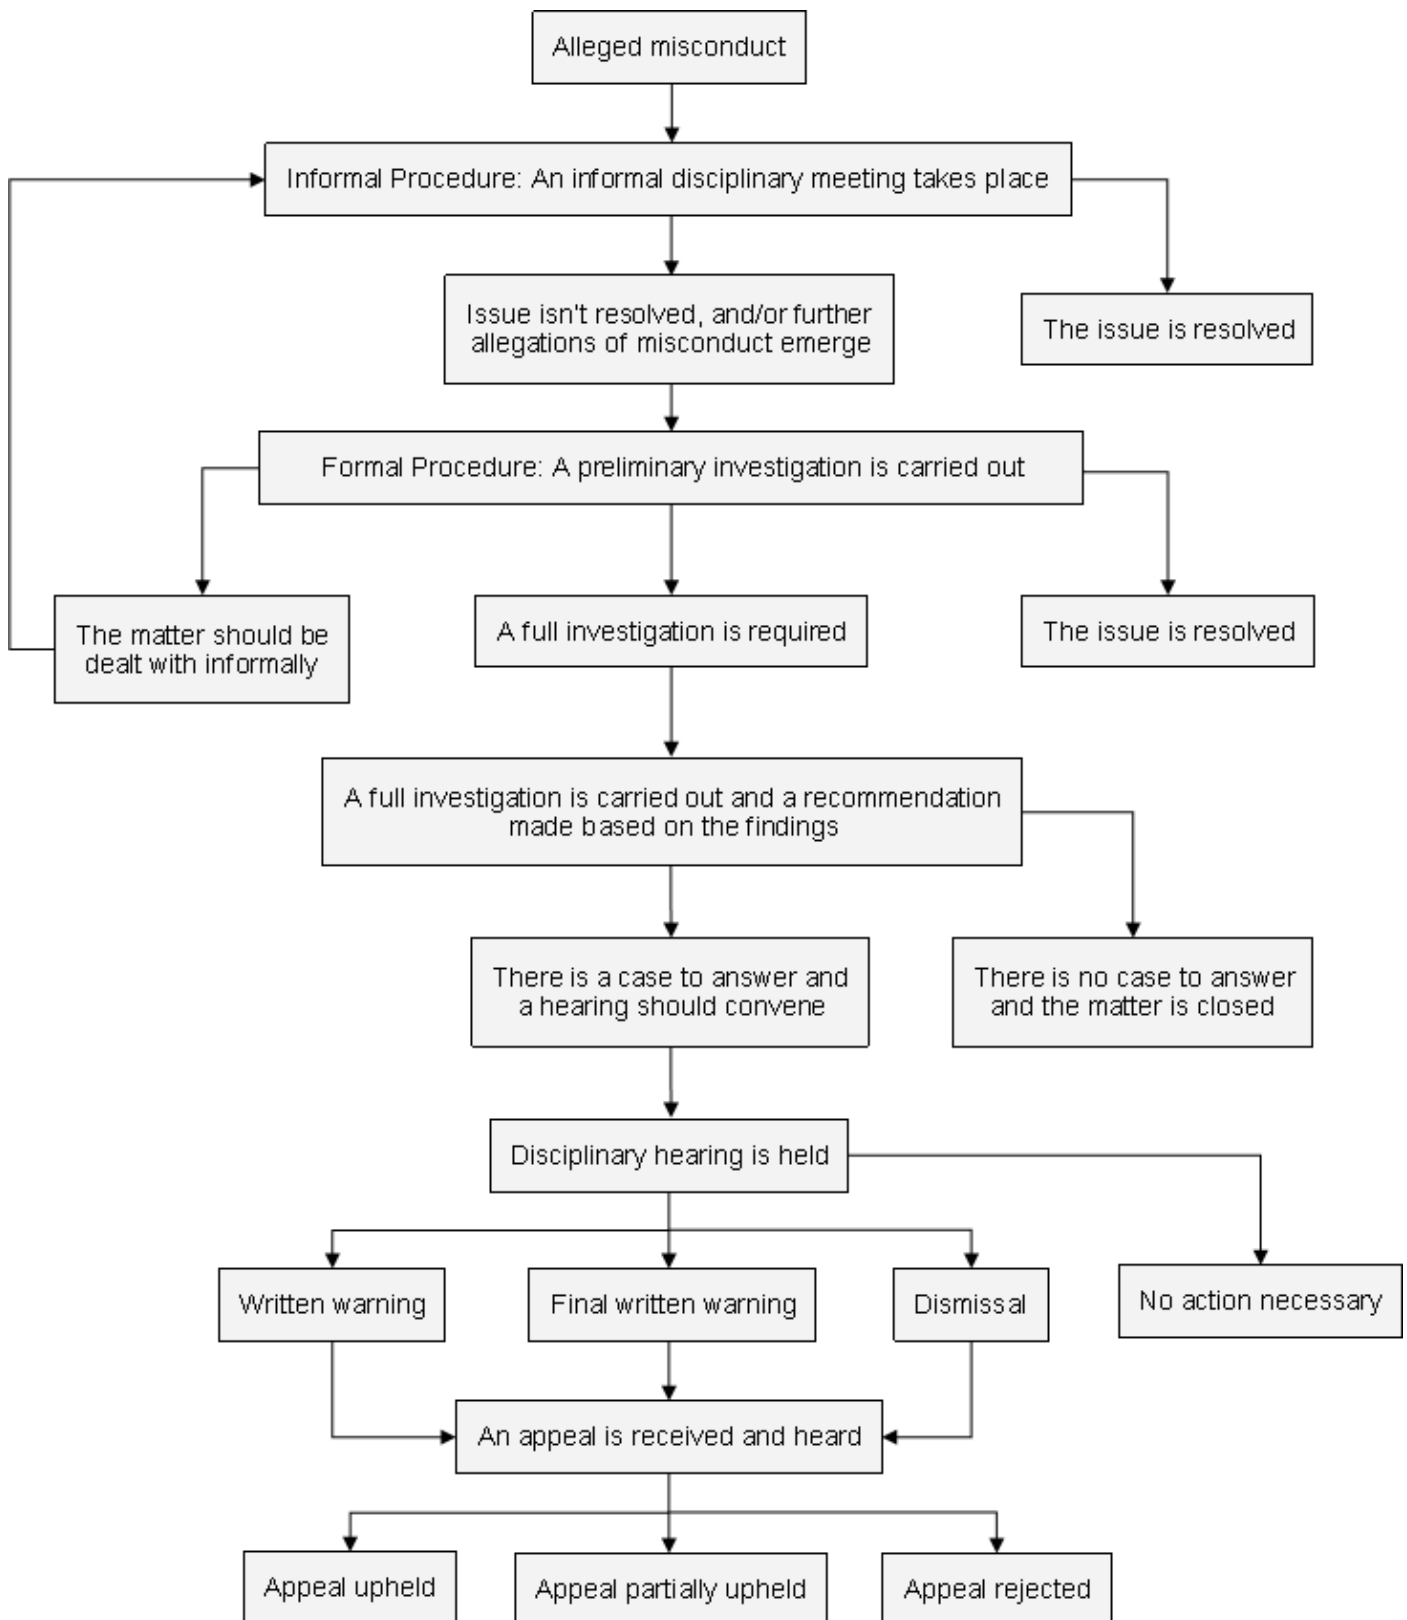 Alleged misconduct
Informal Procedure: An informal disciplinary meeting takes place
Issue isn't resolved, and/or further
allegations of misconduct emerge
The issue is resolved
Formal Procedure: A preliminary investigation is carried out
The matter should be
dealt with informally
A full investigation is required
The issue is resolved
A full investigation is carried out and a recommendation
made based on the findings
There is a case to answer and
a hearing should convene
There is no case to answer
and the matter is closed
Disciplinary hearing is held
Written warning
Final written warning
Dismissal
No action necessary
An appeal is received and heard
Appeal upheld
Appeal partially upheld
Appeal rejected